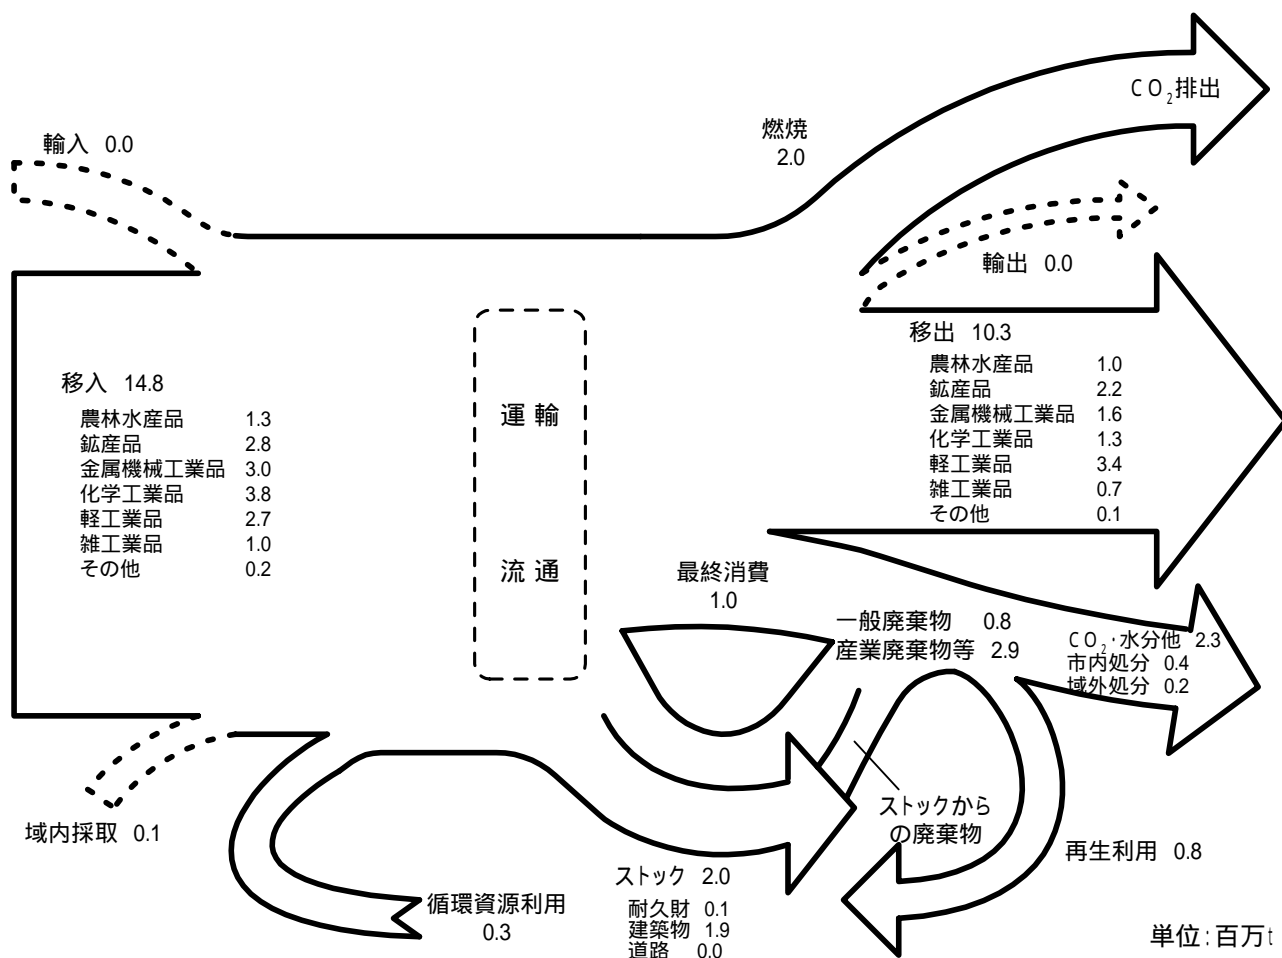 CO₂排出
燃焼
2.0
輸入 0.0
輸出 0.0
移入 14.8
農林水産品 1.3
鉱産品 2.8
金属機械工業品 3.0
化学工業品 3.8
軽工業品 2.7
雑工業品 1.0
その他 0.2
運輸
流通
移出 10.3
農林水産品 1.0
鉱産品 2.2
金属機械工業品 1.6
化学工業品 1.3
軽工業品 3.4
雑工業品 0.7
その他 0.1
最終消費
1.0
一般廃棄物 0.8
産業廃棄物等 2.9
CO₂・水分他 2.3
市内処分 0.4
域外処分 0.2
域内採取 0.1
循環資源利用
0.3
ストック 2.0
耐久財 0.1
建築物 1.9
道路 0.0
ストックから
の廃棄物
再生利用 0.8
単位:百万t